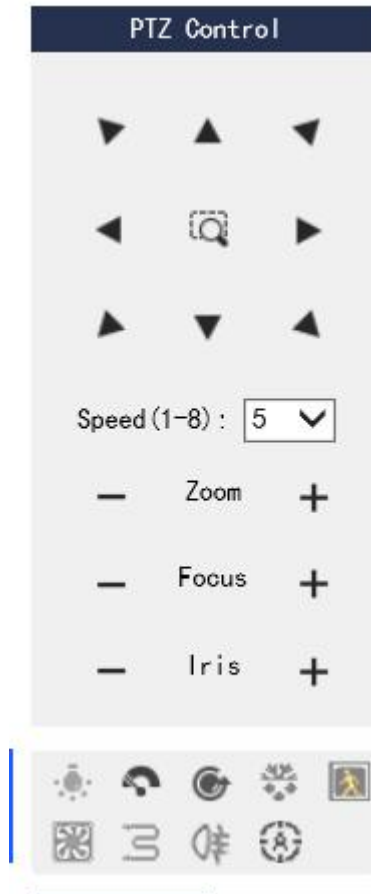 PTZ Control
Speed(1-8): 5
Zoom
Focus
Iris
A